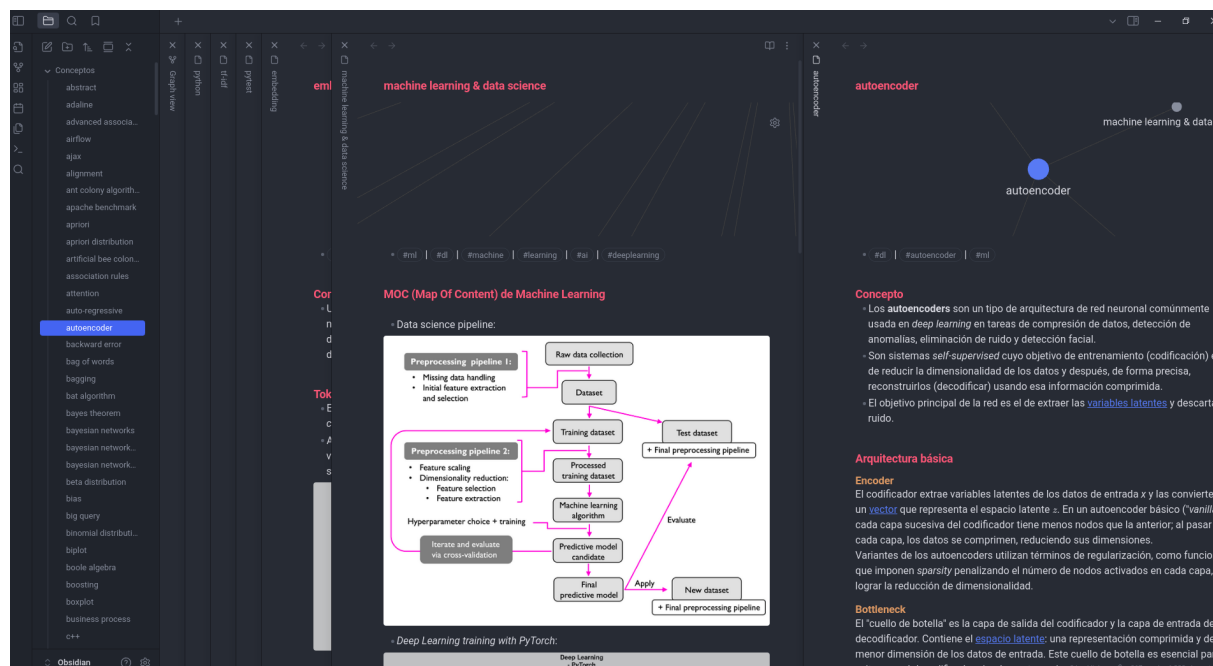 Conceptos
abstract
adaline
advanced associa...
airflow
ajax
alignment
ant colony algorith...
apache benchmark
apriori
apriori distribution
artificial bee colon...
association rules
attention
auto-regressive
autoencoder
backward error
bag of words
bagging
bat algorithm
bayes theorem
bayesian networks
bayesian network...
bayesian network...
beta distribution
bias
big query
binomial distributi...
biplot
boole algebra
boosting
boxplot
business process
c++
Obsidian
Graph view
python
tf-idf
pytest
embedding
emb
Cor
Tok
machine learning & data science
machine learning & data science
#ml | #dl | #machine | #learning | #ai | #deeplearning
MOC (Map Of Content) de Machine Learning
Data science pipeline:
Preprocessing pipeline 1:
• Missing data handling
• Initial feature extraction
and selection
Raw data collection
Dataset
Training dataset
Test dataset
+ Final preprocessing pipeline
Preprocessing pipeline 2:
• Feature scaling
• Dimensionality reduction:
• Feature selection
• Feature extraction
Processed
training dataset
Machine learning
algorithm
Hyperparameter choice + training
Evaluate
Iterate and evaluate
via cross-validation
Predictive model
candidate
Final
predictive model
Apply
New dataset
+ Final preprocessing pipeline
Deep Learning training with PyTorch:
Deep Learning
- PyTorch
autoencoder
autoencoder
machine learning & data
autoencoder
#dl | #autoencoder | #ml
Concepto
Los autoencoders son un tipo de arquitectura de red neuronal comúnmente
usada en deep learning en tareas de compresión de datos, detección de
anomalías, eliminación de ruido y detección facial.
Son sistemas self-supervised cuyo objetivo de entrenamiento (codificación) e
de reducir la dimensionalidad de los datos y después, de forma precisa,
reconstruirlos (decodificar) usando esa información comprimida.
El objetivo principal de la red es el de extraer las variables latentes y descarta
ruido.
Arquitectura básica
Encoder
El codificador extrae variables latentes de los datos de entrada x y las convierte
un vector que representa el espacio latente z. En un autoencoder básico ("vanilla
cada capa sucesiva del codificador tiene menos nodos que la anterior; al pasar
cada capa, los datos se comprimen, reduciendo sus dimensiones.
Variantes de los autoencoders utilizan términos de regularización, como funcio
que imponen sparsity penalizando el número de nodos activados en cada capa,
lograr la reducción de dimensionalidad.
Bottleneck
El "cuello de botella" es la capa de salida del codificador y la capa de entrada de
decodificador. Contiene el espacio latente: una representación comprimida y de
menor dimensión de los datos de entrada. Este cuello de botella es esencial pa